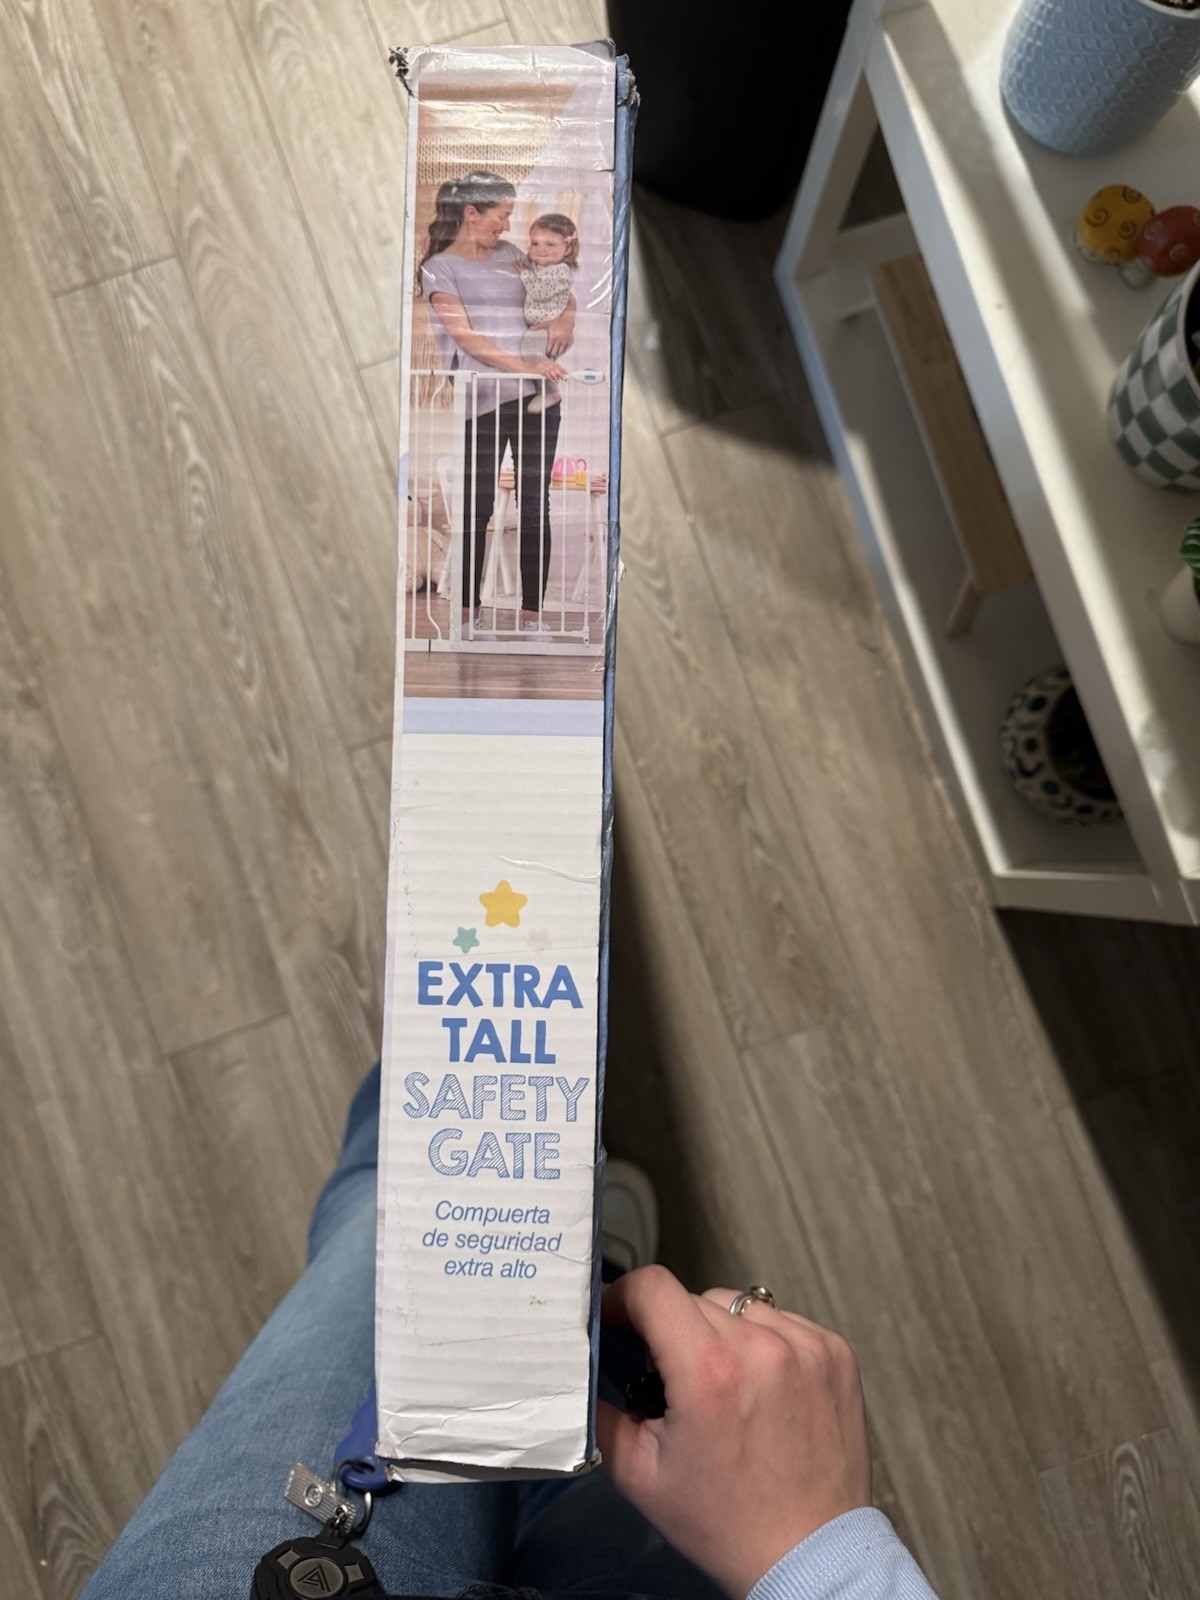 EXTRA
TALL
SAFETY
GATE
Compuerta
de seguridad
extra alto